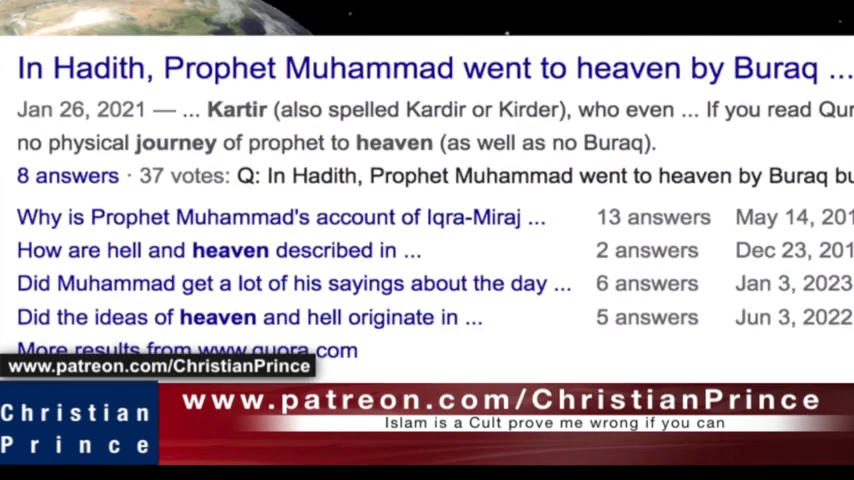 In Hadith, Prophet Muhammad went to heaven by Buraq ...
Jan 26, 2021 — ... Kartir (also spelled Kardir or Kirder), who even ... If you read Qur
no physical journey of prophet to heaven (as well as no Buraq).
8 answers · 37 votes: Q: In Hadith, Prophet Muhammad went to heaven by Buraq bu
Why is Prophet Muhammad's account of Iqra-Miraj ... 13 answers May 14, 201
How are hell and heaven described in ... 2 answers Dec 23, 201
Did Muhammad get a lot of his sayings about the day ... 6 answers Jan 3, 2023
Did the ideas of heaven and hell originate in ... 5 answers Jun 3, 2022
More results from www.quora.com
www.patreon.com/ChristianPrince
Christian
Prince
www.patreon.com/ChristianPrince
Islam is a Cult prove me wrong if you can